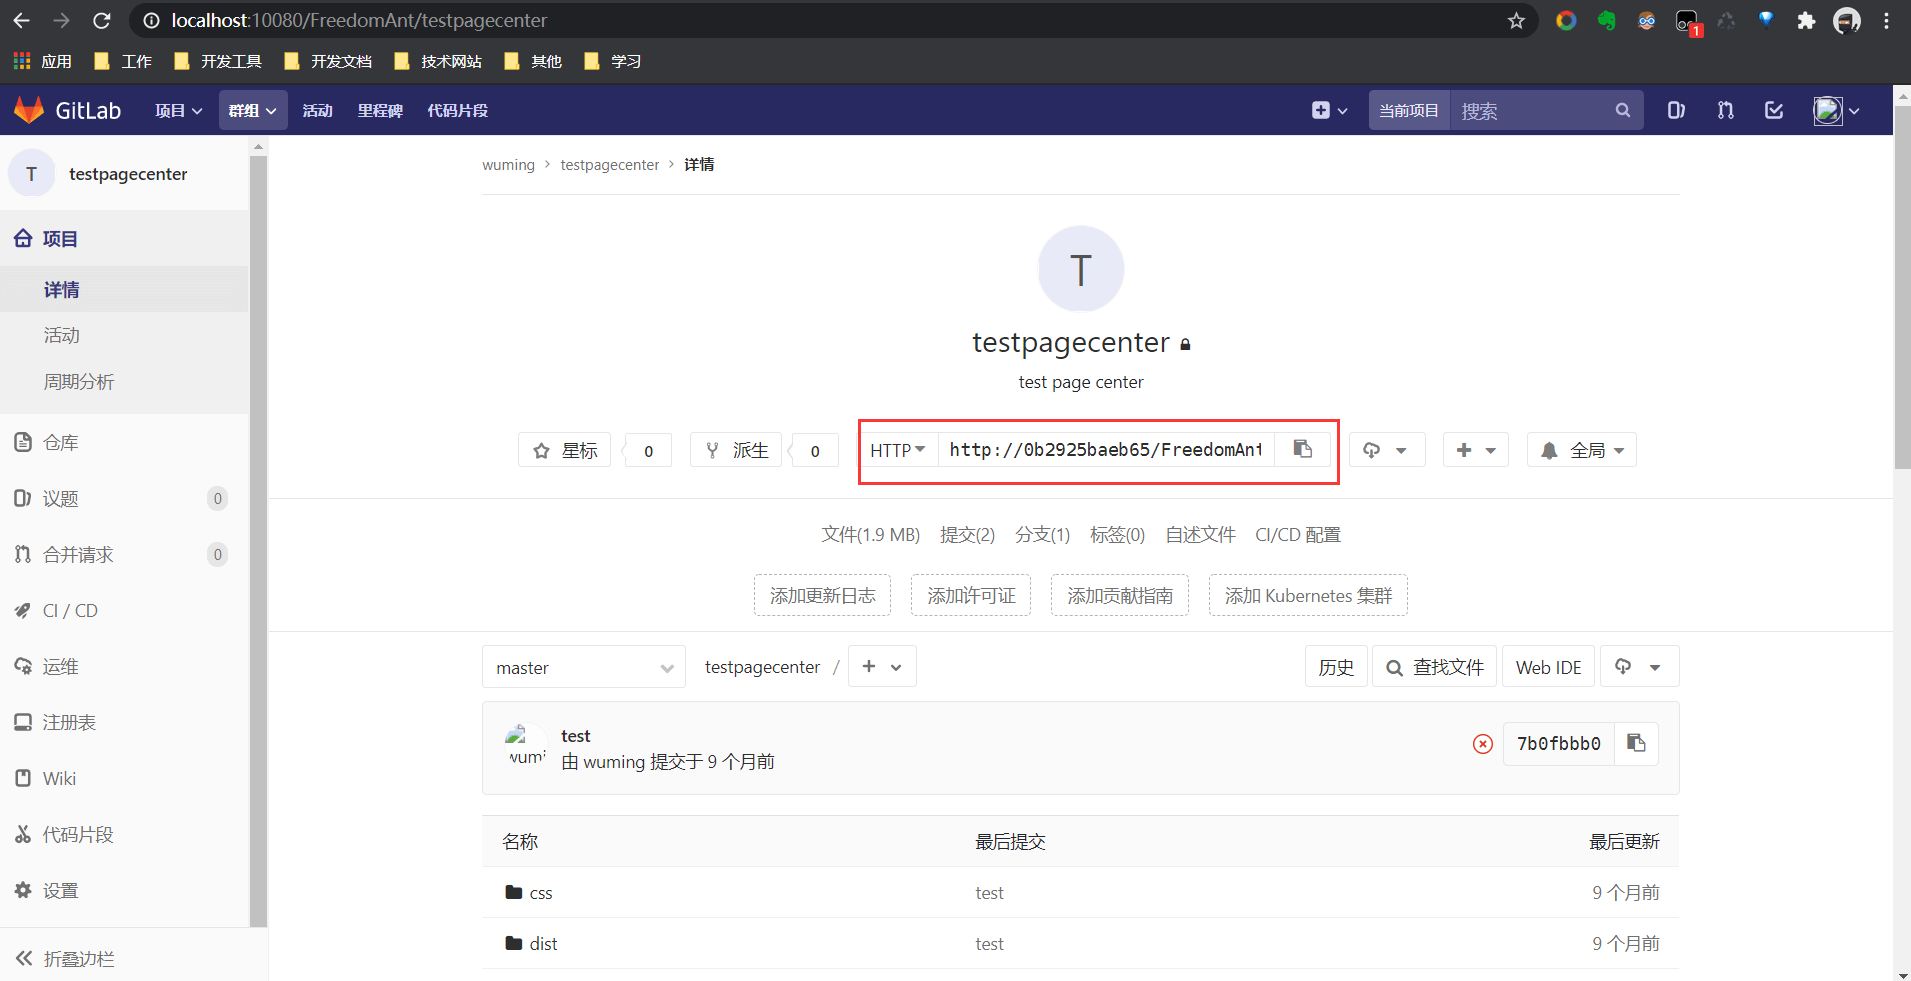 localhost:10080/FreedomAnt/testpagecenter
1
应用 工作 开发工具 开发文档 技术网站 其他 学习
GitLab 项目 群组 活动 里程碑 代码片段 当前项目 搜索
T testpagecenter
项目
详情
活动
周期分析
仓库
议题 0
合并请求 0
CI / CD
运维
注册表
Wiki
代码片段
设置
折叠边栏
wuming > testpagecenter > 详情
T
testpagecenter
test page center
星标 0 派生 0 HTTP http://0b2925baeb65/FreedomAnt 全局
文件(1.9 MB) 提交(2) 分支(1) 标签(0) 自述文件 CI/CD 配置
添加更新日志 添加许可证 添加贡献指南 添加 Kubernetes 集群
master testpagecenter / + 历史 查找文件 Web IDE
test
wumi 由 wuming 提交于 9 个月前 7b0fbbb0
名称 最后提交 最后更新
css test 9 个月前
dist test 9 个月前